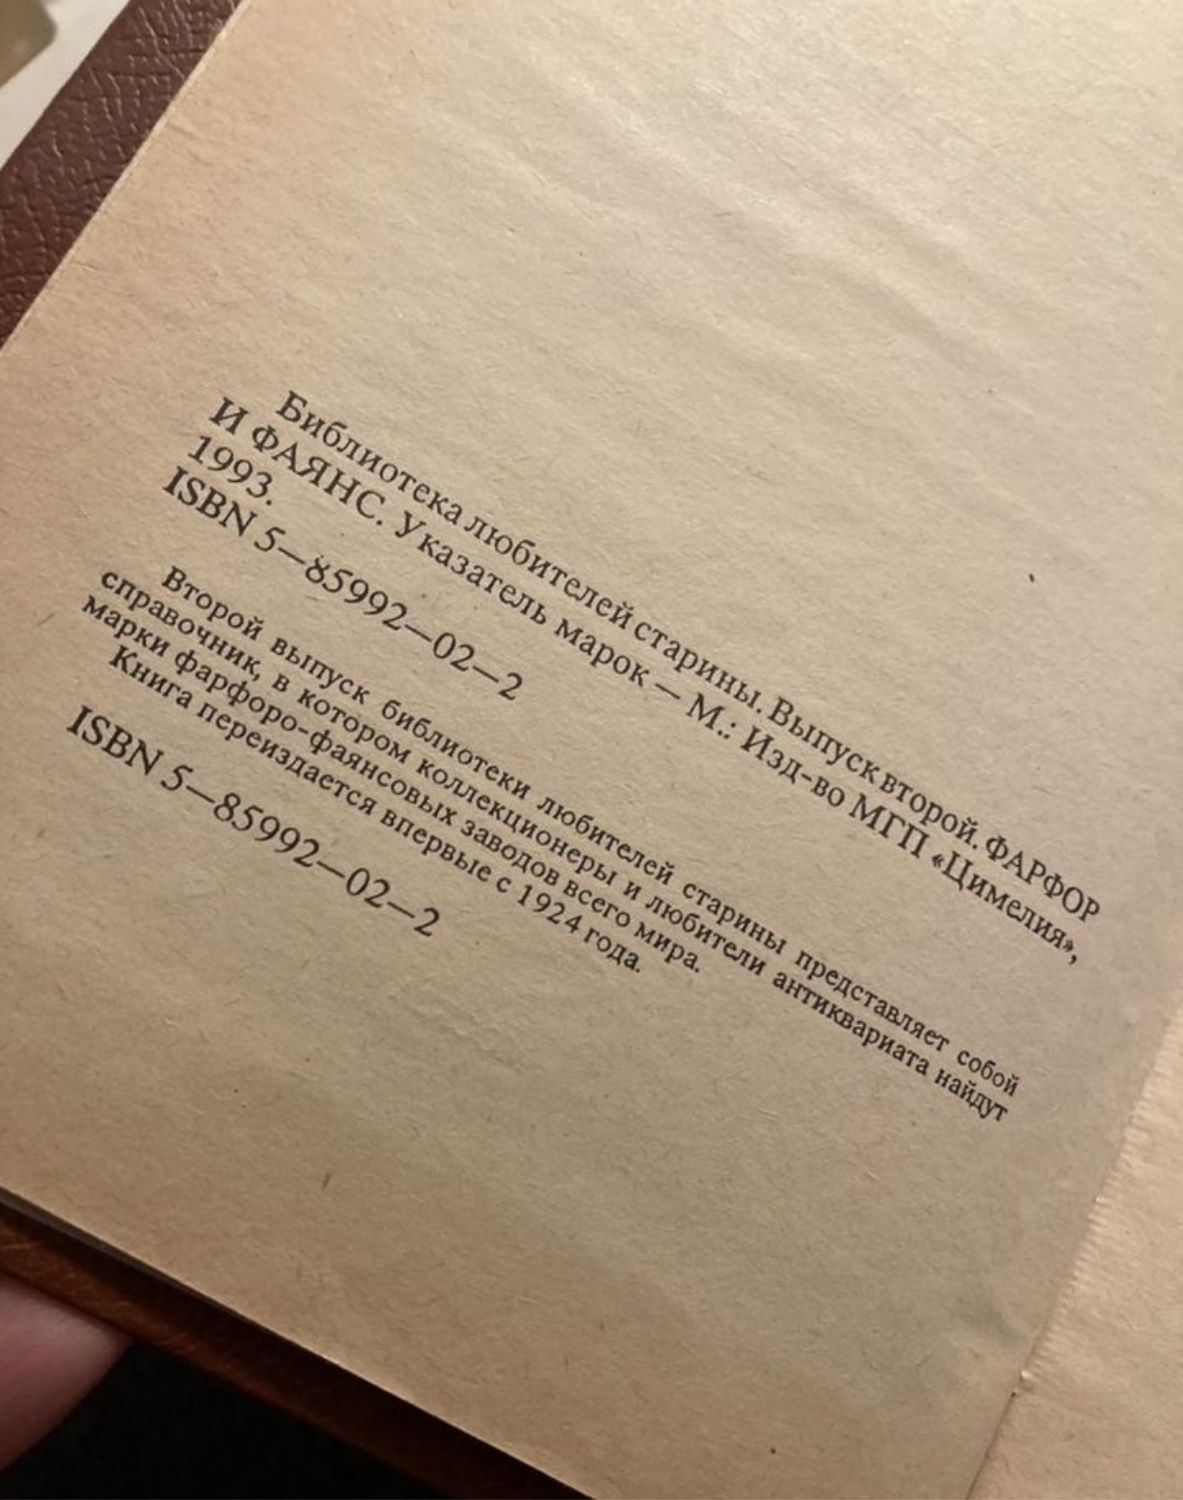 Библиотека любителей старины. Выпуск второй. ФАРФОР
И ФАЯНС. Указатель марок — М.: Изд-во МГП «Цимелия»,
1993.
ISBN 5—85992—02—2
Второй выпуск библиотеки любителей старины представляет собой
справочник, в котором коллекционеры и любители антиквариата найдут
марки фарфоро-фаянсовых заводов всего мира.
Книга переиздается впервые с 1924 года.
ISBN 5—85992—02—2